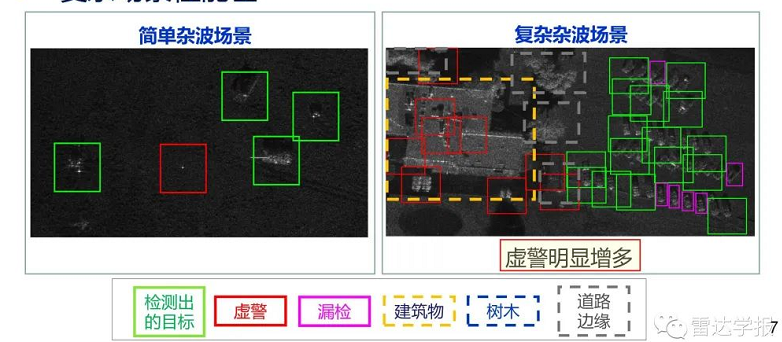 简单杂波场景
复杂杂波场景
虚警明显增多
检测出
的目标
虚警
漏检
建筑物
树木
道路
边缘
雷达学报
7